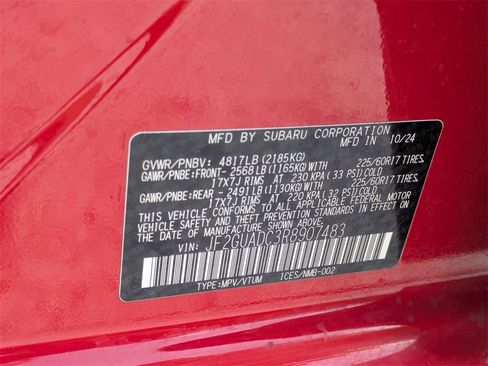 MFD BY SUBARU CORPORATION
MFD IN 10/24
GVWR/PNBV: 4817LB(2185KG)
GAWR/PNBE:FRONT- 2568LB(1165KG)WITH 225/60R17 TIRES,
17X7J RIMS AT 230 KPA( 33 PSI)COLD
GAWR/PNBE:REAR - 2491LB(1130KG)WITH 225/60R17 TIRES,
17X7J RIMS AT 220 KPA( 32 PSI)COLD
THIS VEHICLE CONFORMS TO ALL APPLICABLE FEDERAL MOTOR
VEHICLE SAFETY, BUMPER, AND THEFT PREVENTION STANDARDS
IN EFFECT ON THE DATE OF MANUFACTURE SHOWN ABOVE.
VIN: JF2GUADC3R8907483
TYPE:MPV/VTUM ICES/NMB-002